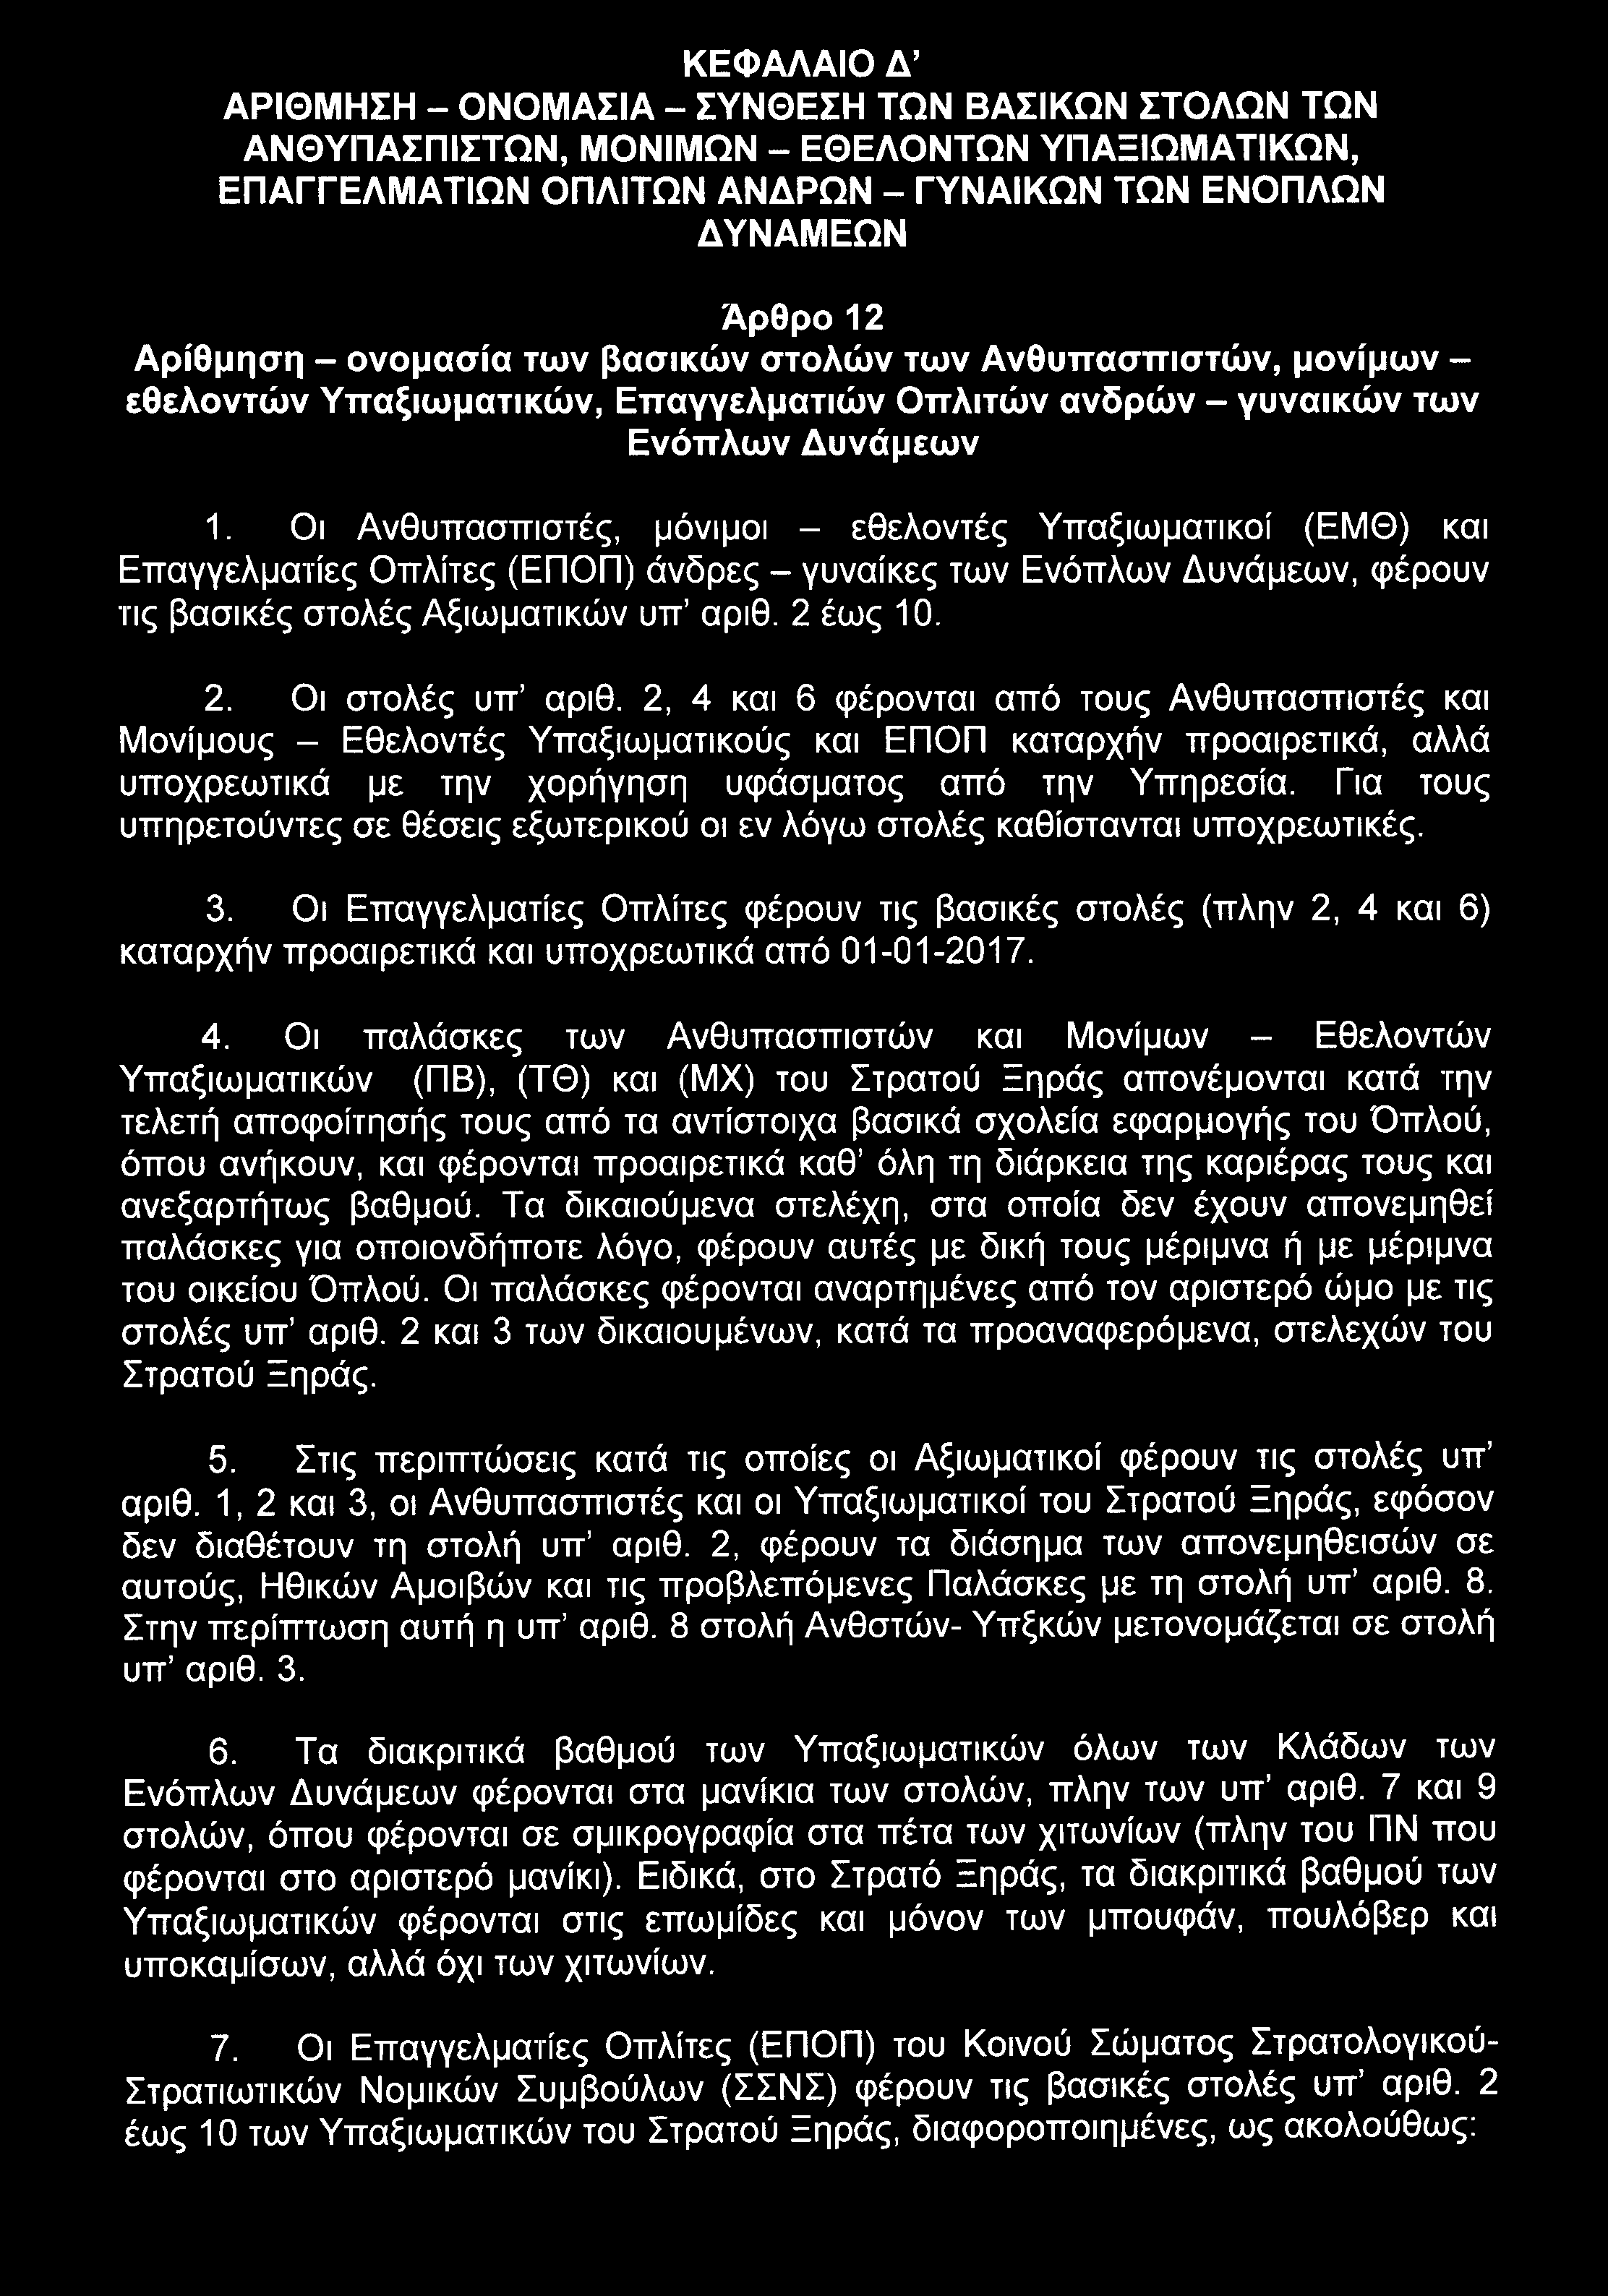 ΚΕΦΑΛΑΙΟ Δ’
ΑΡΙΘΜΗΣΗ – ΟΝΟΜΑΣΙΑ – ΣΥΝΘΕΣΗ ΤΩΝ ΒΑΣΙΚΩΝ ΣΤΟΛΩΝ ΤΩΝ
ΑΝΘΥΠΑΣΠΙΣΤΩΝ, ΜΟΝΙΜΩΝ – ΕΘΕΛΟΝΤΩΝ ΥΠΑΞΙΩΜΑΤΙΚΩΝ,
ΕΠΑΓΓΕΛΜΑΤΙΩΝ ΟΠΛΙΤΩΝ ΑΝΔΡΩΝ – ΓΥΝΑΙΚΩΝ ΤΩΝ ΕΝΟΠΛΩΝ
ΔΥΝΑΜΕΩΝ
Άρθρο 12
Αρίθμηση – ονομασία των βασικών στολών των Ανθυπασπιστών, μονίμων –
εθελοντών Υπαξιωματικών, Επαγγελματιών Οπλιτών ανδρών – γυναικών των
Ενόπλων Δυνάμεων
1. Οι Ανθυπασπιστές, μόνιμοι – εθελοντές Υπαξιωματικοί (ΕΜΘ) και
Επαγγελματίες Οπλίτες (ΕΠΟΠ) άνδρες – γυναίκες των Ενόπλων Δυνάμεων, φέρουν
τις βασικές στολές Αξιωματικών υπ’ αριθ. 2 έως 10.
2. Οι στολές υπ’ αριθ. 2, 4 και 6 φέρονται από τους Ανθυπασπιστές και
Μονίμους – Εθελοντές Υπαξιωματικούς και ΕΠΟΠ καταρχήν προαιρετικά, αλλά
υποχρεωτικά με την χορήγηση υφάσματος από την Υπηρεσία. Για τους
υπηρετούντες σε θέσεις εξωτερικού οι εν λόγω στολές καθίστανται υποχρεωτικές.
3. Οι Επαγγελματίες Οπλίτες φέρουν τις βασικές στολές (πλην 2, 4 και 6)
καταρχήν προαιρετικά και υποχρεωτικά από 01-01-2017.
4. Οι παλάσκες των Ανθυπασπιστών και Μονίμων – Εθελοντών
Υπαξιωματικών (ΠΒ), (ΤΘ) και (ΜΧ) του Στρατού Ξηράς απονέμονται κατά την
τελετή αποφοίτησής τους από τα αντίστοιχα βασικά σχολεία εφαρμογής του Όπλού,
όπου ανήκουν, και φέρονται προαιρετικά καθ’ όλη τη διάρκεια της καριέρας τους και
ανεξαρτήτως βαθμού. Τα δικαιούμενα στελέχη, στα οποία δεν έχουν απονεμηθεί
παλάσκες για οποιονδήποτε λόγο, φέρουν αυτές με δική τους μέριμνα ή με μέριμνα
του οικείου Όπλού. Οι παλάσκες φέρονται αναρτημένες από τον αριστερό ώμο με τις
στολές υπ’ αριθ. 2 και 3 των δικαιουμένων, κατά τα προαναφερόμενα, στελεχών του
Στρατού Ξηράς.
5. Στις περιπτώσεις κατά τις οποίες οι Αξιωματικοί φέρουν τις στολές υπ’
αριθ. 1, 2 και 3, οι Ανθυπασπιστές και οι Υπαξιωματικοί του Στρατού Ξηράς, εφόσον
δεν διαθέτουν τη στολή υπ’ αριθ. 2, φέρουν τα διάσημα των απονεμηθεισών σε
αυτούς, Ηθικών Αμοιβών και τις προβλεπόμενες Παλάσκες με τη στολή υπ’ αριθ. 8.
Στην περίπτωση αυτή η υπ’ αριθ. 8 στολή Ανθστών- Υπξκών μετονομάζεται σε στολή
υπ’ αριθ. 3.
6. Τα διακριτικά βαθμού των Υπαξιωματικών όλων των Κλάδων των
Ενόπλων Δυνάμεων φέρονται στα μανίκια των στολών, πλην των υπ’ αριθ. 7 και 9
στολών, όπου φέρονται σε σμικρογραφία στα πέτα των χιτωνίων (πλην του ΠΝ που
φέρονται στο αριστερό μανίκι). Ειδικά, στο Στρατό Ξηράς, τα διακριτικά βαθμού των
Υπαξιωματικών φέρονται στις επωμίδες και μόνον των μπουφάν, πουλόβερ και
υποκαμίσων, αλλά όχι των χιτωνίων.
7. Οι Επαγγελματίες Οπλίτες (ΕΠΟΠ) του Κοινού Σώματος Στρατολογικού-
Στρατιωτικών Νομικών Συμβούλων (ΣΣΝΣ) φέρουν τις βασικές στολές υπ’ αριθ. 2
έως 10 των Υπαξιωματικών του Στρατού Ξηράς, διαφοροποιημένες, ως ακολούθως: